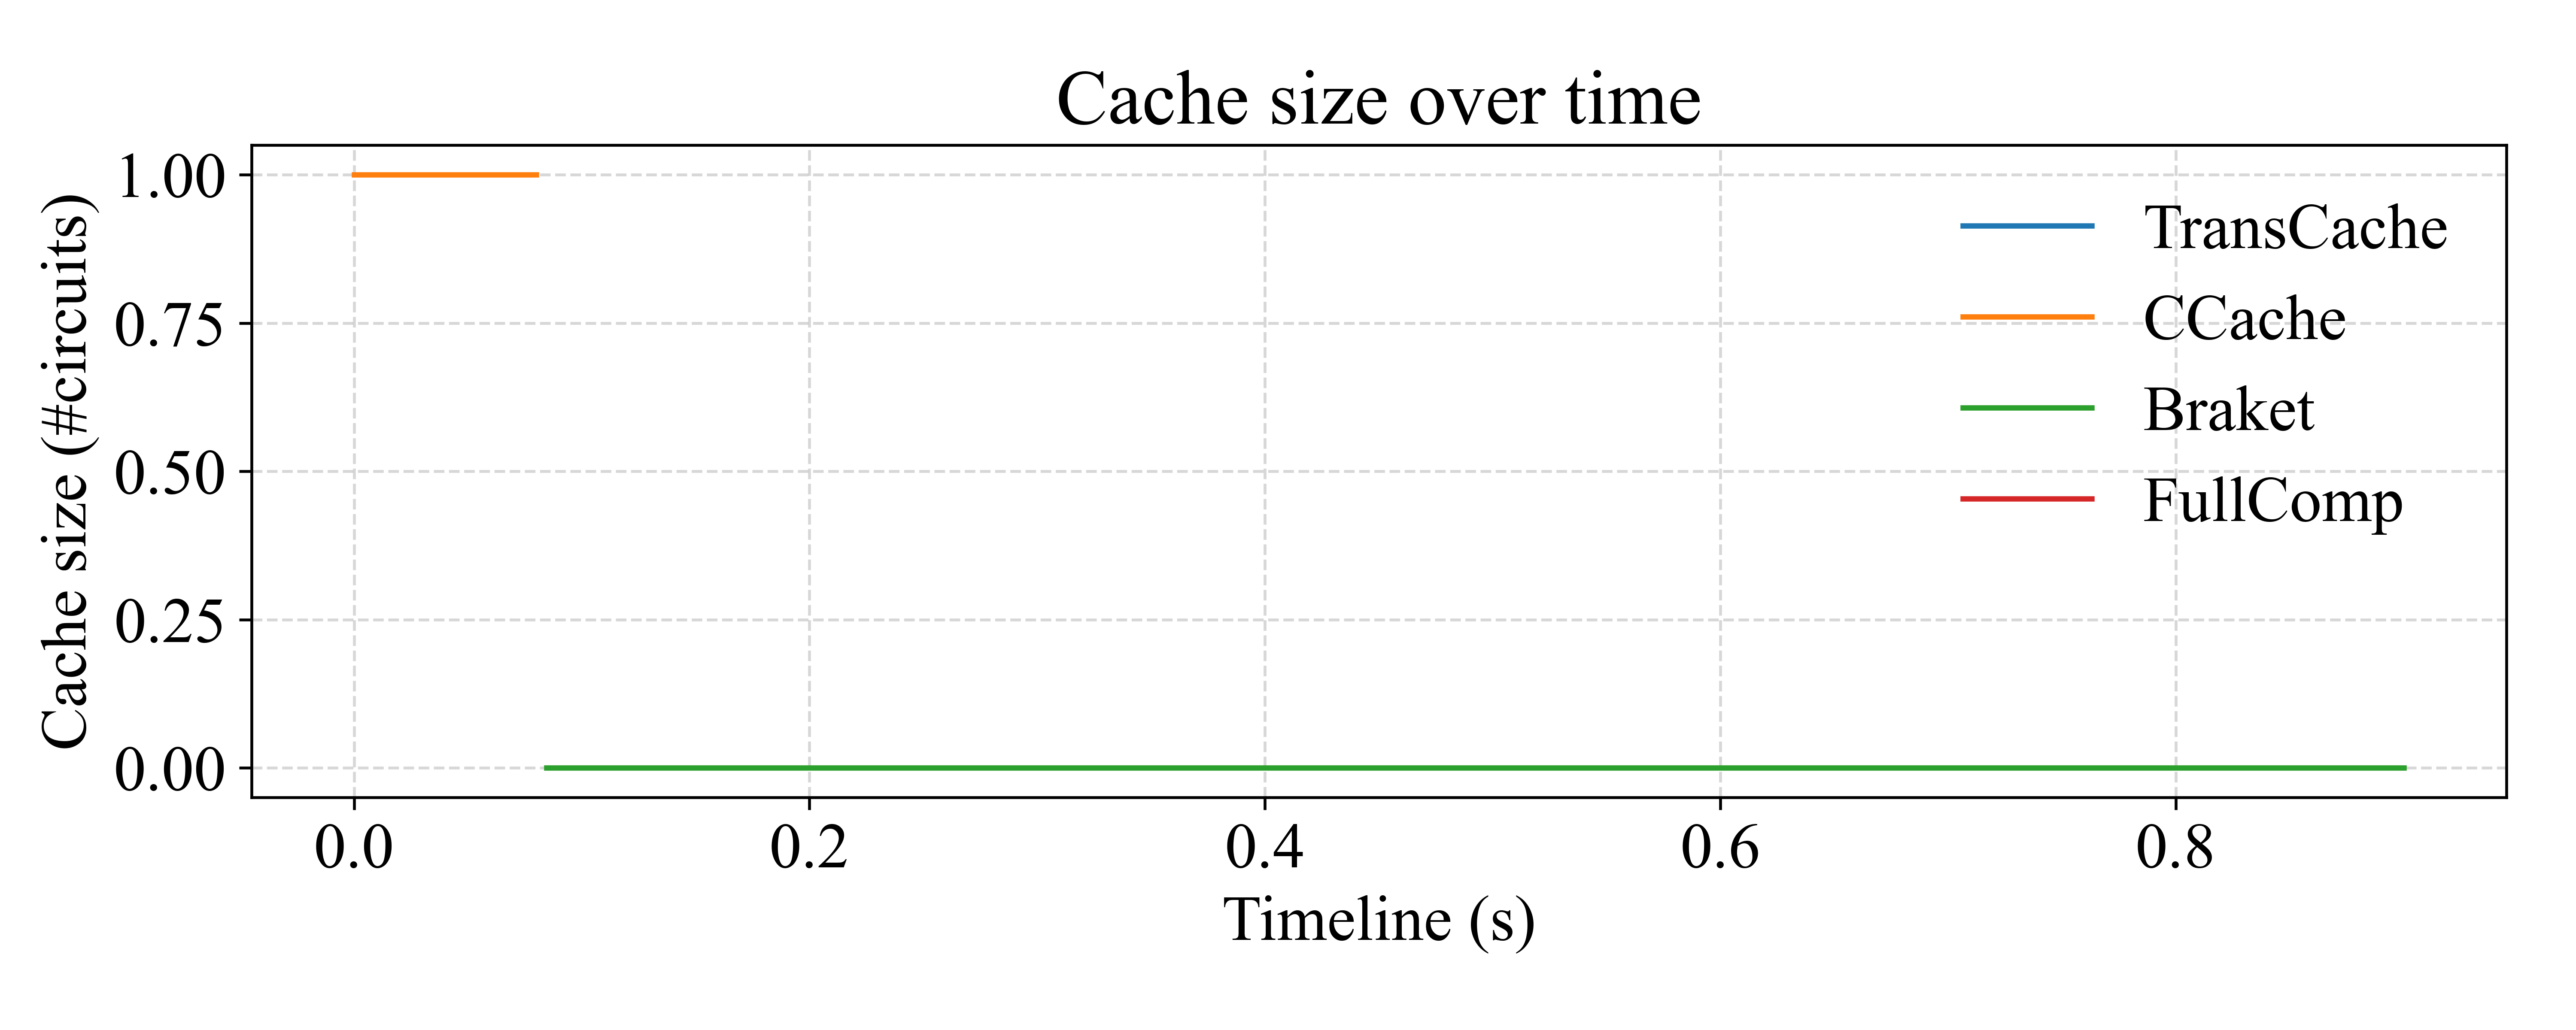 Cache size over time
Cache size (#circuits)
1.00
0.75
0.50
0.25
0.00
TransCache
CCache
Braket
FullComp
0.0 0.2 0.4 0.6 0.8
Timeline (s)